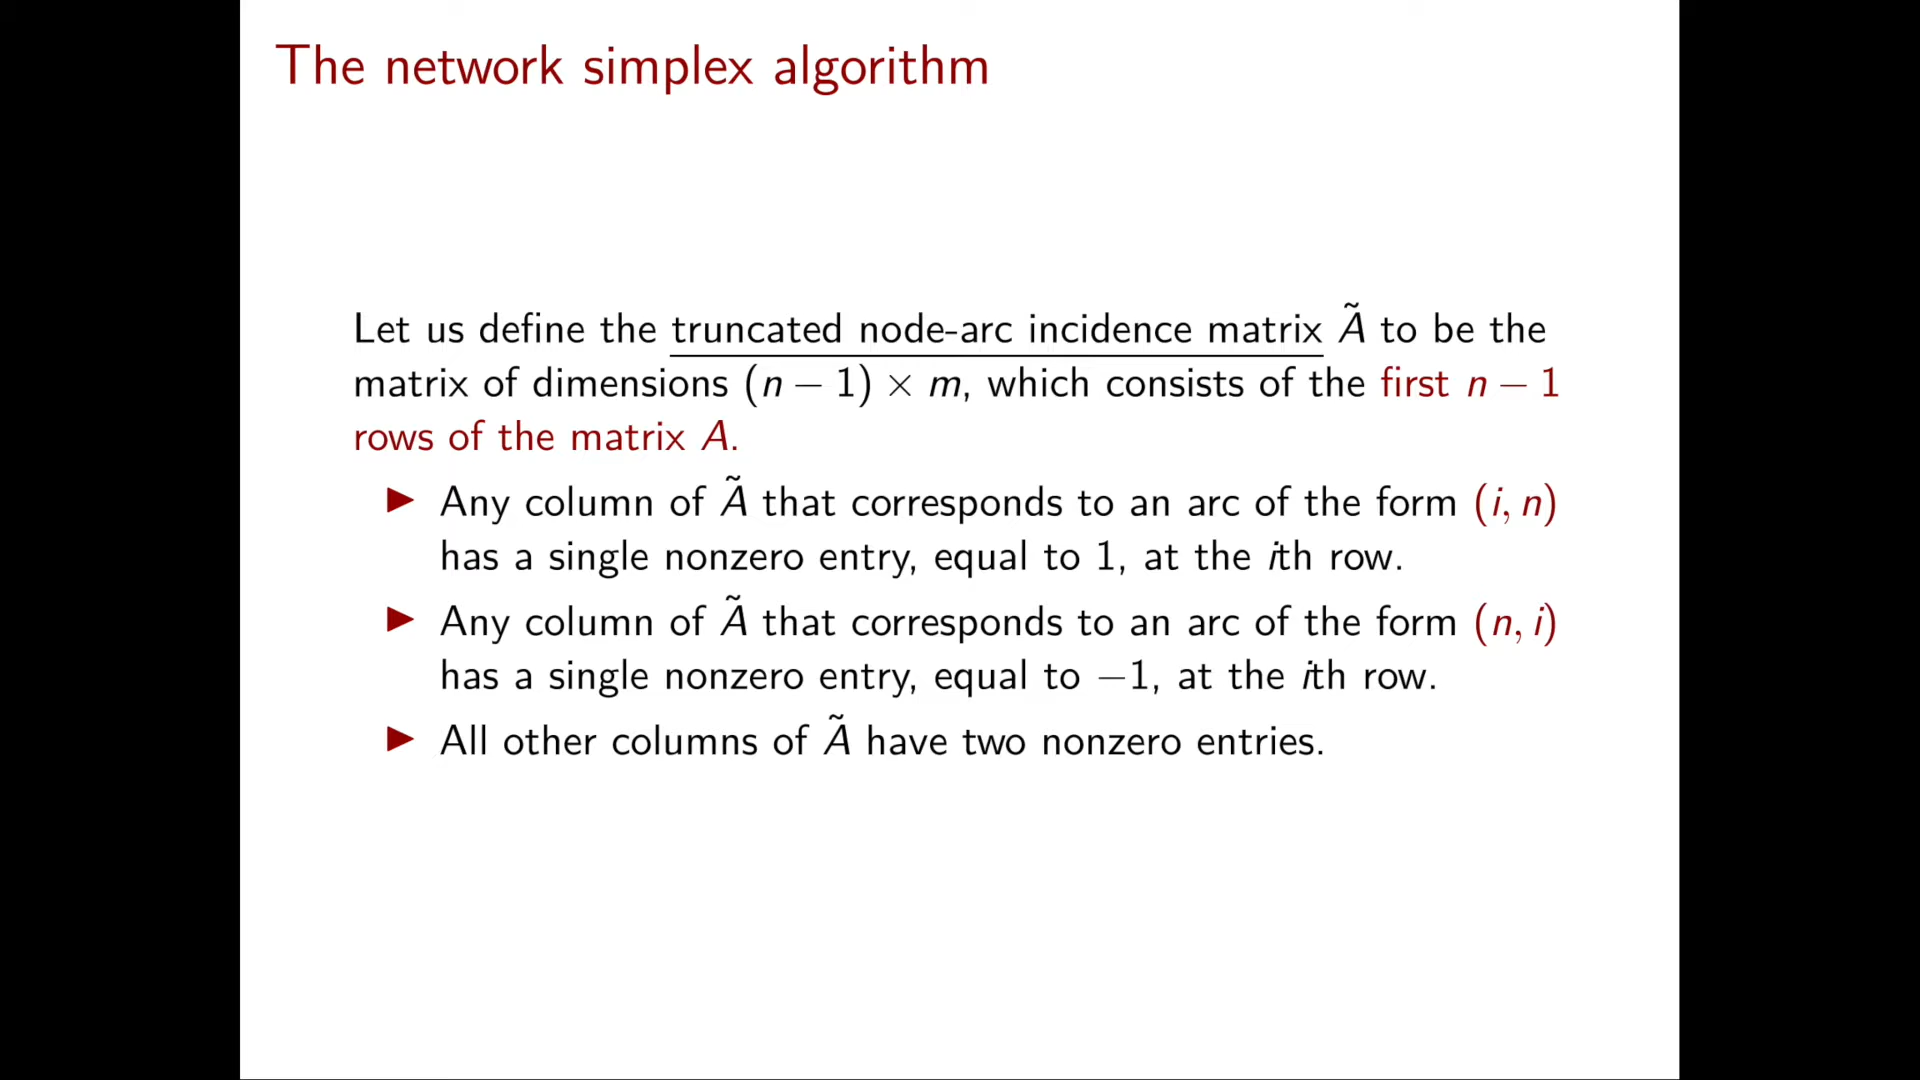 The network simplex algorithm
Let us define the truncated node-arc incidence matrix Ã to be the
matrix of dimensions (n − 1) × m, which consists of the first n − 1
rows of the matrix A.
▶ Any column of Ã that corresponds to an arc of the form (i, n)
has a single nonzero entry, equal to 1, at the ith row.
▶ Any column of Ã that corresponds to an arc of the form (n, i)
has a single nonzero entry, equal to −1, at the ith row.
▶ All other columns of Ã have two nonzero entries.